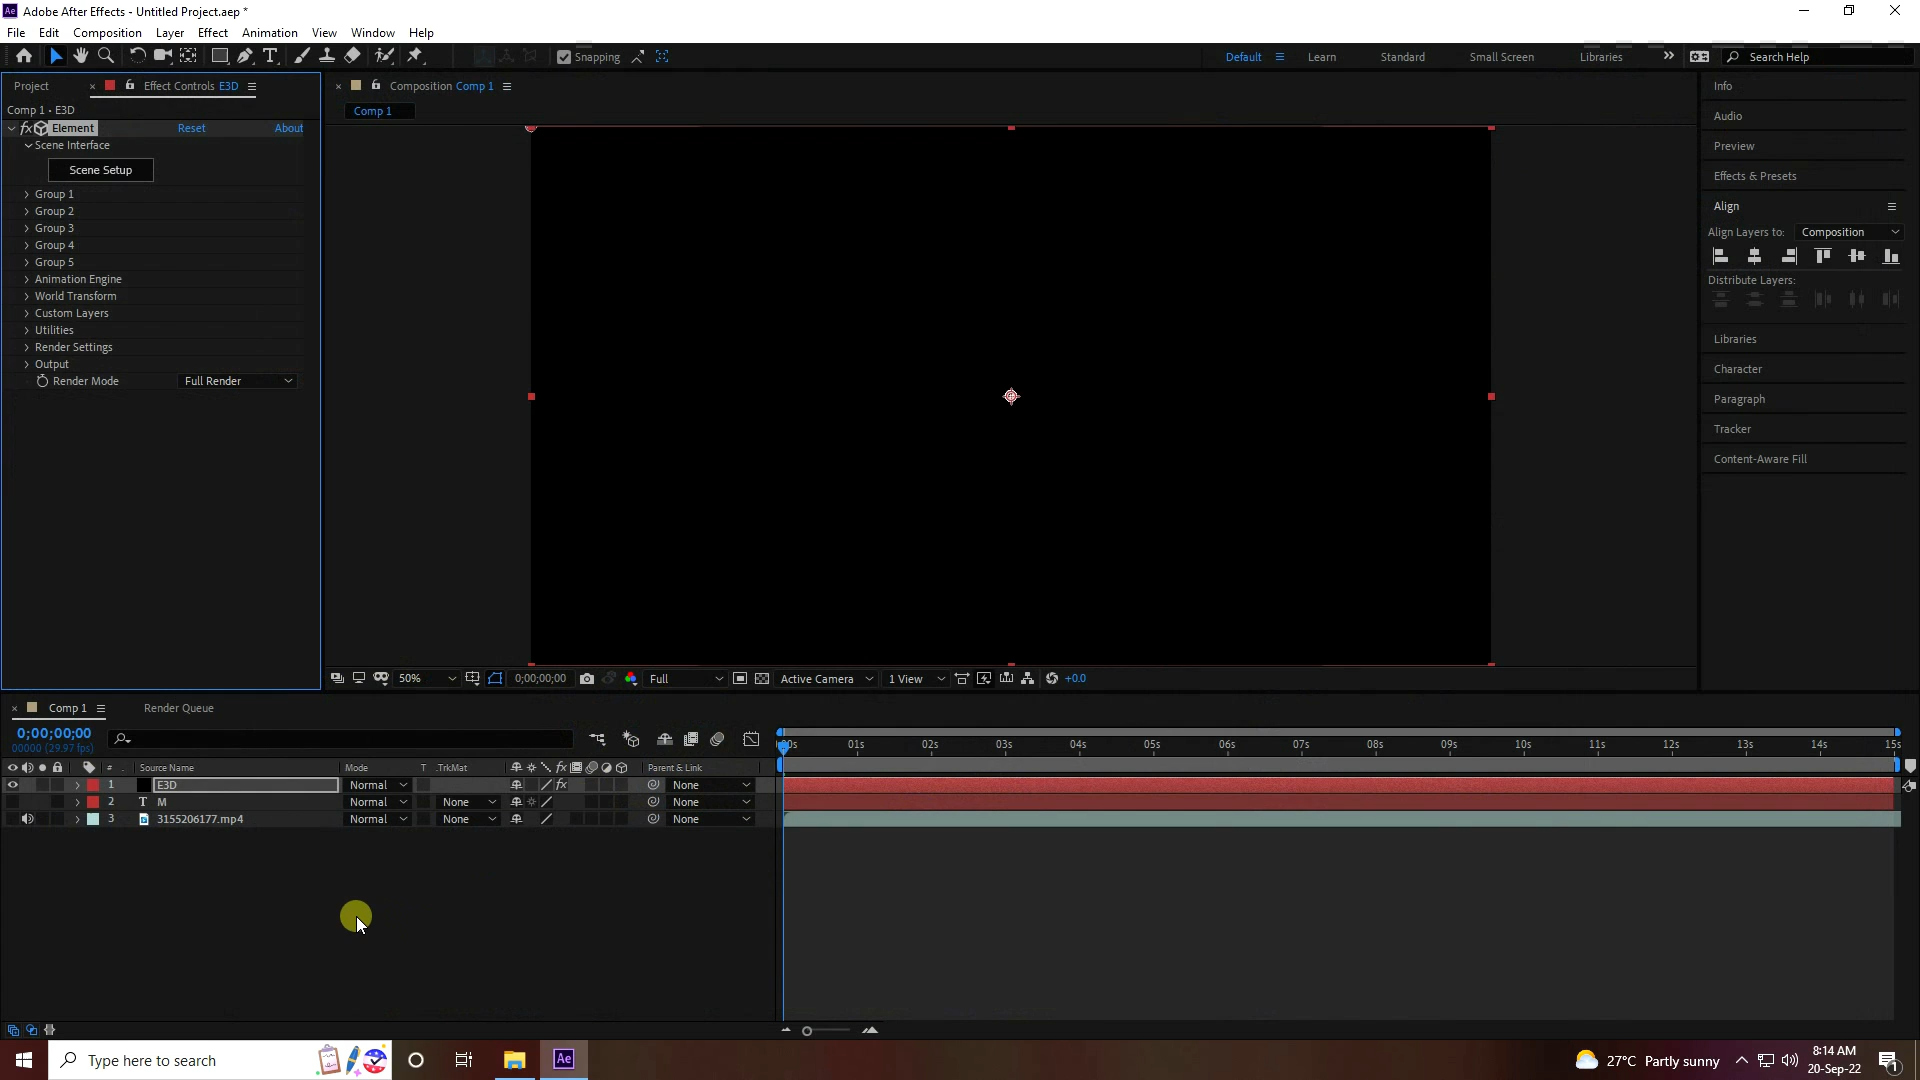 Adobe After Effects - Untitled Project.aep *
File Edit Composition Layer Effect Animation View Window Help
Snapping
Default Learn Standard Small Screen Libraries
Search Help
Project Effect Controls E3D
Comp 1 • E3D
fx Element Reset About
Scene Interface
Scene Setup
Group 1
Group 2
Group 3
Group 4
Group 5
Animation Engine
World Transform
Custom Layers
Utilities
Render Settings
Output
Render Mode Full Render
Composition Comp 1
Comp 1
50% 0;00;00;00 Full Active Camera 1 View +0.0
Info
Audio
Preview
Effects & Presets
Align
Align Layers to: Composition
Distribute Layers:
Libraries
Character
Paragraph
Tracker
Content-Aware Fill
Comp 1 Render Queue
0;00;00;00
00000 (29.97 fps)
00s 01s 02s 03s 04s 05s 06s 07s 08s 09s 10s 11s 12s 13s 14s 15s
# Source Name Mode T .TrkMat Parent & Link
1 E3D Normal None
2 T M Normal None None
3 3155206177.mp4 Normal None None
Type here to search
Ae
27°C Partly sunny
8:14 AM
20-Sep-22
1